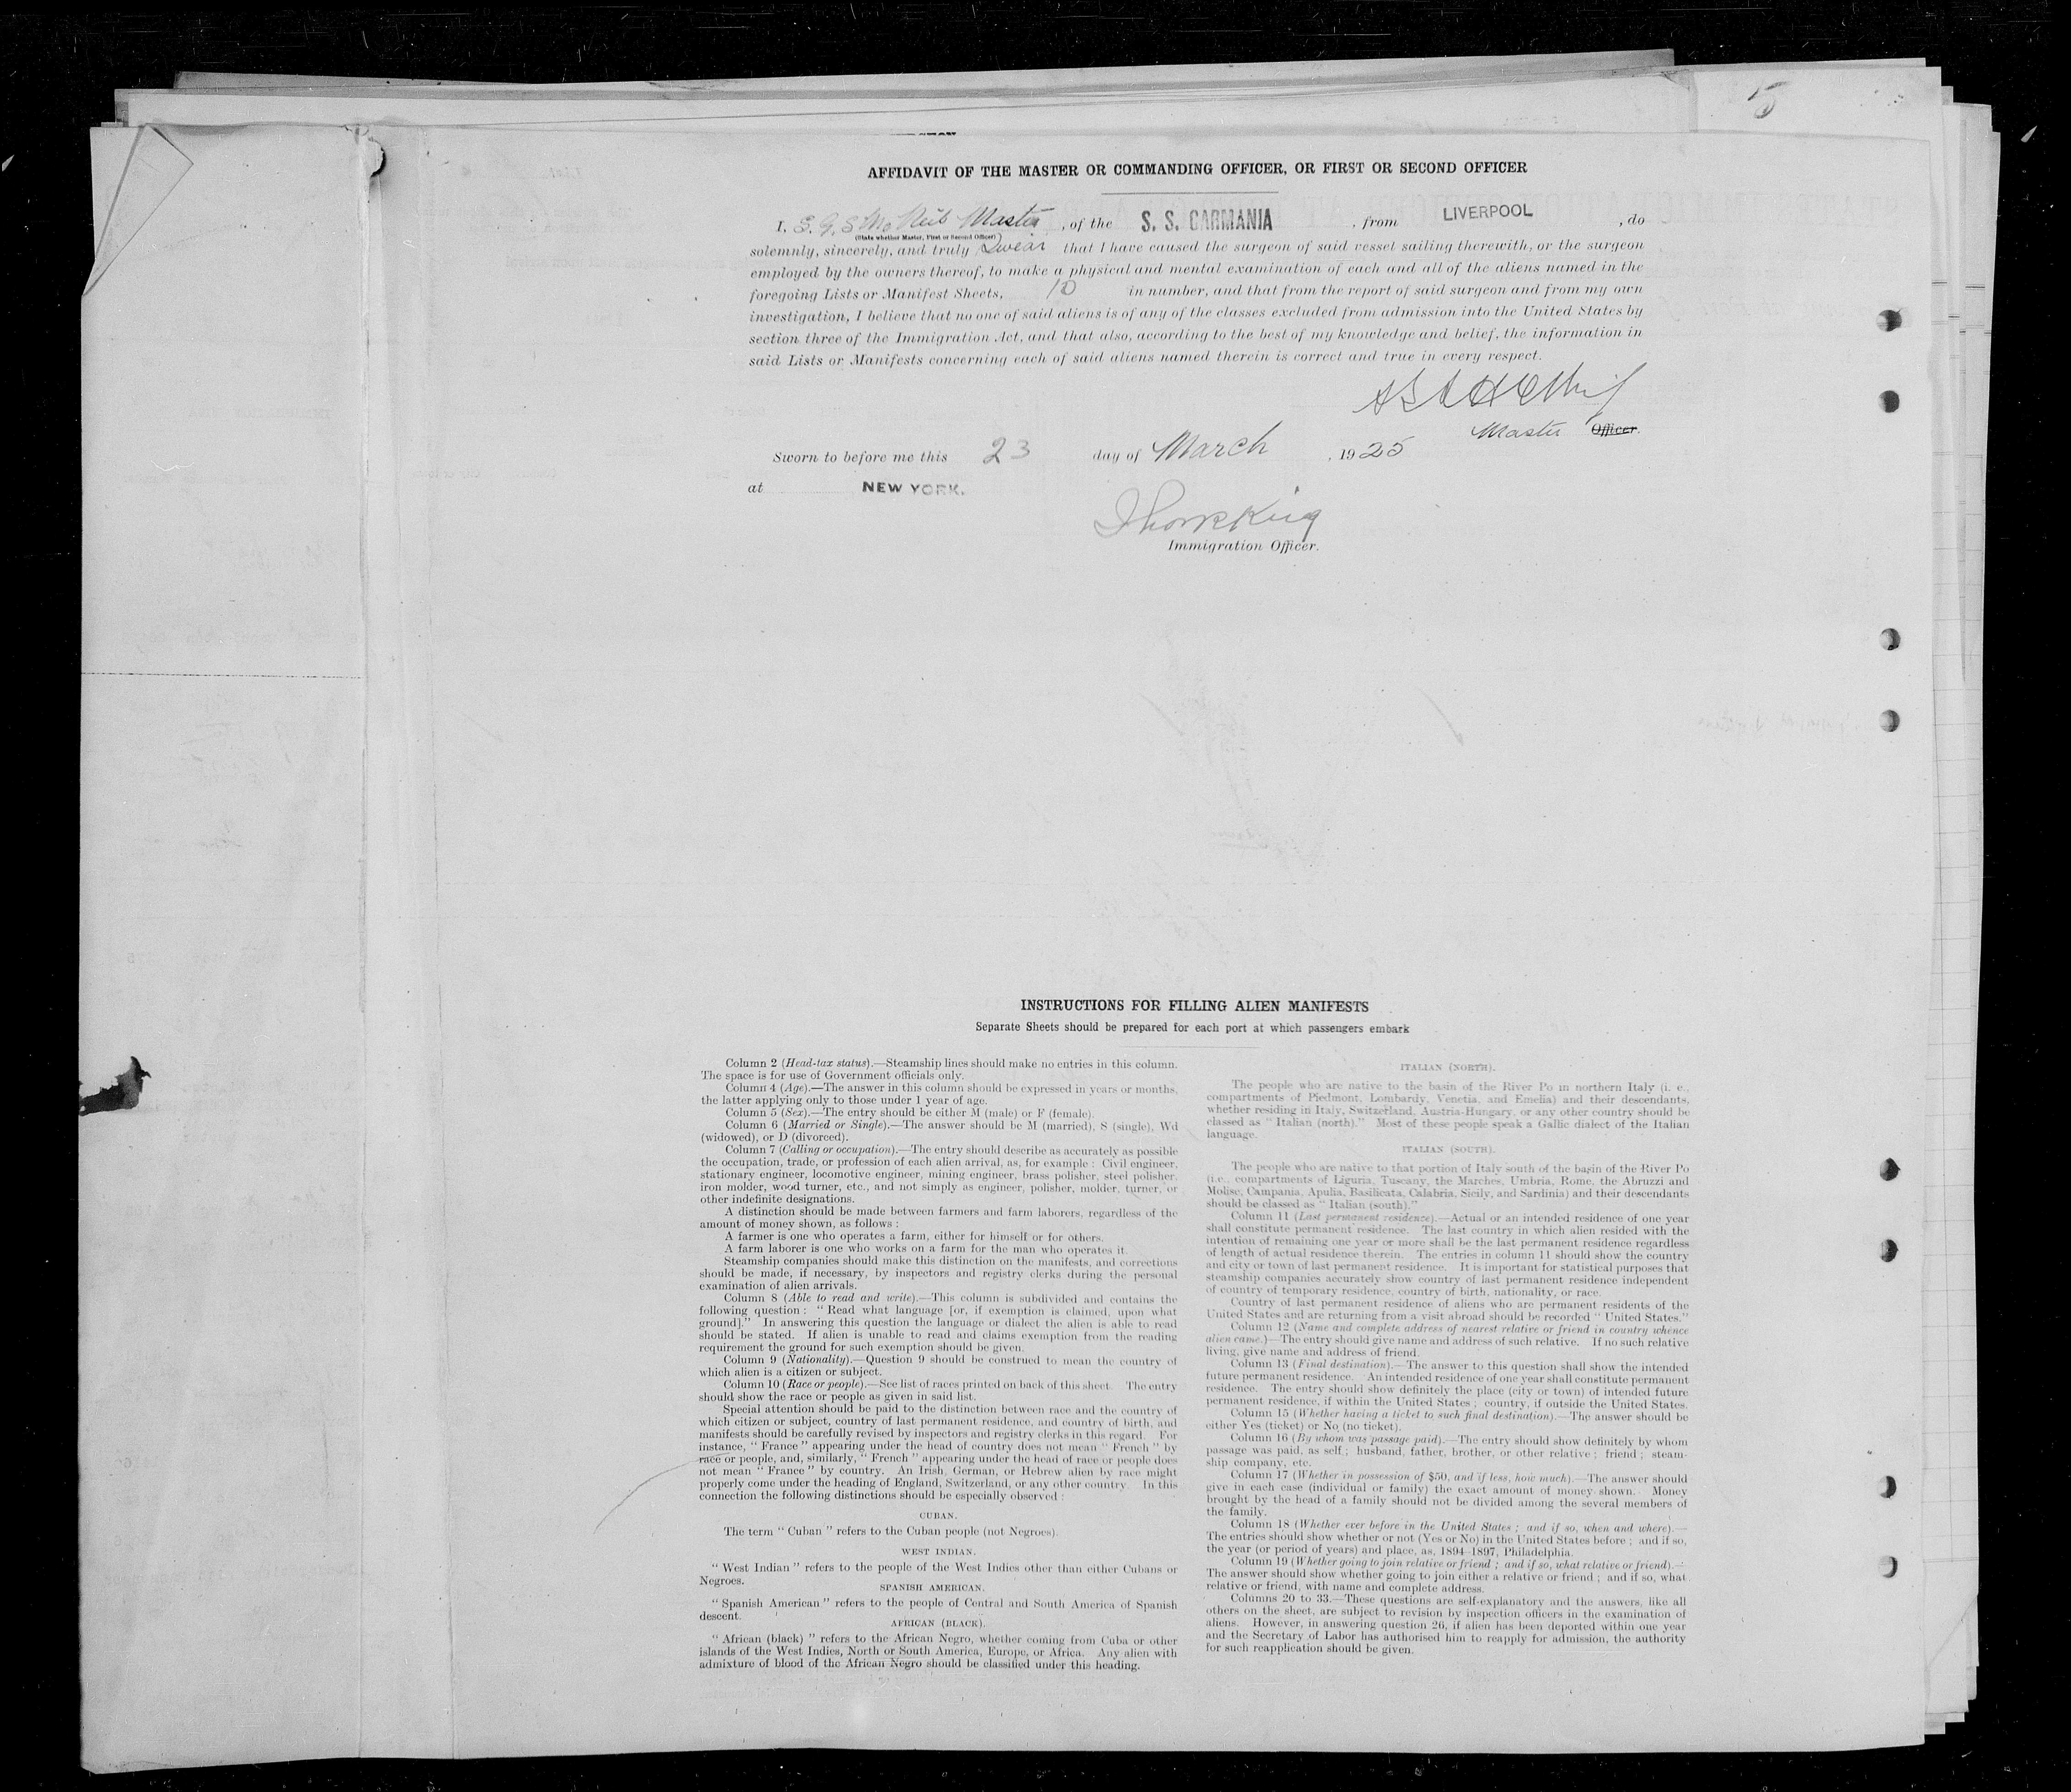 5
AFFIDAVIT OF THE MASTER OR COMMANDING OFFICER, OR FIRST OR SECOND OFFICER
I, S. G. S McNeil Master, of the S. S. CARMANIA, from LIVERPOOL, do
(State whether Master, First or Second Officer)
solemnly, sincerely, and truly swear that I have caused the surgeon of said vessel sailing therewith, or the surgeon
employed by the owners thereof, to make a physical and mental examination of each and all of the aliens named in the
foregoing Lists or Manifest Sheets, 10 in number, and that from the report of said surgeon and from my own
investigation, I believe that no one of said aliens is of any of the classes excluded from admission into the United States by
section three of the Immigration Act, and that also, according to the best of my knowledge and belief, the information in
said Lists or Manifests concerning each of said aliens named therein is correct and true in every respect.
Master Officer.
Sworn to before me this 23 day of March, 1925
at NEW YORK.
King
Immigration Officer.
INSTRUCTIONS FOR FILLING ALIEN MANIFESTS
Separate Sheets should be prepared for each port at which passengers embark
Column 2 (Head-tax status).—Steamship lines should make no entries in this column.
The space is for use of Government officials only.
Column 4 (Age).—The answer in this column should be expressed in years or months,
the latter applying only to those under 1 year of age.
Column 5 (Sex).—The entry should be either M (male) or F (female).
Column 6 (Married or Single).—The answer should be M (married), S (single), Wd
(widowed), or D (divorced).
Column 7 (Calling or occupation).—The entry should describe as accurately as possible
the occupation, trade, or profession of each alien arrival, as, for example : Civil engineer,
stationary engineer, locomotive engineer, mining engineer, brass polisher, steel polisher,
iron molder, wood turner, etc., and not simply as engineer, polisher, molder, turner, or
other indefinite designations.
A distinction should be made between farmers and farm laborers, regardless of the
amount of money shown, as follows :
A farmer is one who operates a farm, either for himself or for others.
A farm laborer is one who works on a farm for the man who operates it.
Steamship companies should make this distinction on the manifests, and corrections
should be made, if necessary, by inspectors and registry clerks during the personal
examination of alien arrivals.
Column 8 (Able to read and write).—This column is subdivided and contains the
following question : " Read what language [or, if exemption is claimed, upon what
ground]." In answering this question the language or dialect the alien is able to read
should be stated. If alien is unable to read and claims exemption from the reading
requirement the ground for such exemption should be given.
Column 9 (Nationality).—Question 9 should be construed to mean the country of
which alien is a citizen or subject.
Column 10 (Race or people).—See list of races printed on back of this sheet. The entry
should show the race or people as given in said list.
Special attention should be paid to the distinction between race and the country of
which citizen or subject, country of last permanent residence, and country of birth, and
manifests should be carefully revised by inspectors and registry clerks in this regard. For
instance, " France " appearing under the head of country does not mean " French " by
race or people, and, similarly, " French " appearing under the head of race or people does
not mean " France " by country. An Irish, German, or Hebrew alien by race might
properly come under the heading of England, Switzerland, or any other country. In this
connection the following distinctions should be especially observed :
CUBAN.
The term " Cuban " refers to the Cuban people (not Negroes).
WEST INDIAN.
" West Indian " refers to the people of the West Indies other than either Cubans or
Negroes.
SPANISH AMERICAN.
" Spanish American " refers to the people of Central and South America of Spanish
descent.
AFRICAN (BLACK).
" African (black) " refers to the African Negro, whether coming from Cuba or other
islands of the West Indies, North or South America, Europe, or Africa. Any alien with
admixture of blood of the African Negro should be classified under this heading.
ITALIAN (NORTH).
The people who are native to the basin of the River Po in northern Italy (i. e.,
compartments of Piedmont, Lombardy, Venetia, and Emelia) and their descendants,
whether residing in Italy, Switzerland, Austria-Hungary, or any other country should be
classed as " Italian (north)." Most of these people speak a Gallic dialect of the Italian
language.
ITALIAN (SOUTH).
The people who are native to that portion of Italy south of the basin of the River Po
(i.e., compartments of Liguria, Tuscany, the Marches, Umbria, Rome, the Abruzzi and
Molise, Campania, Apulia, Basilicata, Calabria, Sicily, and Sardinia) and their descendants
should be classed as " Italian (south)."
Column 11 (Last permanent residence).—Actual or an intended residence of one year
shall constitute permanent residence. The last country in which alien resided with the
intention of remaining one year or more shall be the last permanent residence regardless
of length of actual residence therein. The entries in column 11 should show the country
and city or town of last permanent residence. It is important for statistical purposes that
steamship companies accurately show country of last permanent residence independent
of country of temporary residence, country of birth, nationality, or race.
Country of last permanent residence of aliens who are permanent residents of the
United States and are returning from a visit abroad should be recorded " United States."
Column 12 (Name and complete address of nearest relative or friend in country whence
alien came.)—The entry should give name and address of such relative. If no such relative
living, give name and address of friend.
Column 13 (Final destination).—The answer to this question shall show the intended
future permanent residence. An intended residence of one year shall constitute permanent
residence. The entry should show definitely the place (city or town) of intended future
permanent residence, if within the United States ; country, if outside the United States.
Column 15 (Whether having a ticket to such final destination).—The answer should be
either Yes (ticket) or No (no ticket).
Column 16 (By whom was passage paid).—The entry should show definitely by whom
passage was paid, as self ; husband, father, brother, or other relative ; friend ; steam-
ship company, etc.
Column 17 (Whether in possession of $50, and if less, how much).—The answer should
give in each case (individual or family) the exact amount of money shown. Money
brought by the head of a family should not be divided among the several members of
the family.
Column 18 (Whether ever before in the United States ; and if so, when and where).—
The entries should show whether or not (Yes or No) in the United States before ; and if so,
the year (or period of years) and place, as, 1894–1897, Philadelphia.
Column 19 (Whether going to join relative or friend ; and if so, what relative or friend).—
The answer should show whether going to join either a relative or friend ; and if so, what
relative or friend, with name and complete address.
Columns 20 to 33.—These questions are self-explanatory and the answers, like all
others on the sheet, are subject to revision by inspection officers in the examination of
aliens. However, in answering question 26, if alien has been deported within one year
and the Secretary of Labor has authorised him to reapply for admission, the authority
for such reapplication should be given.